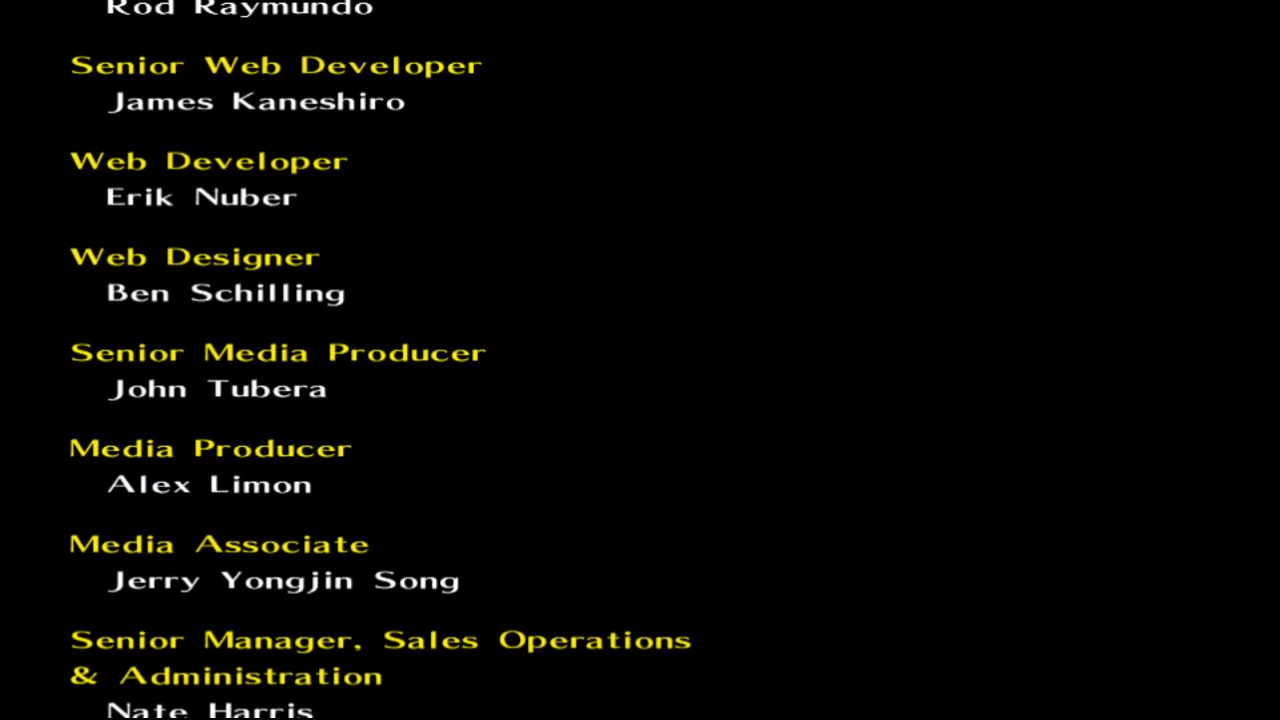 Rod Raymundo
Senior Web Developer
James Kaneshiro
Web Developer
Erik Nuber
Web Designer
Ben Schilling
Senior Media Producer
John Tubera
Media Producer
Alex Limon
Media Associate
Jerry Yongjin Song
Senior Manager, Sales Operations
& Administration
Nate Harris